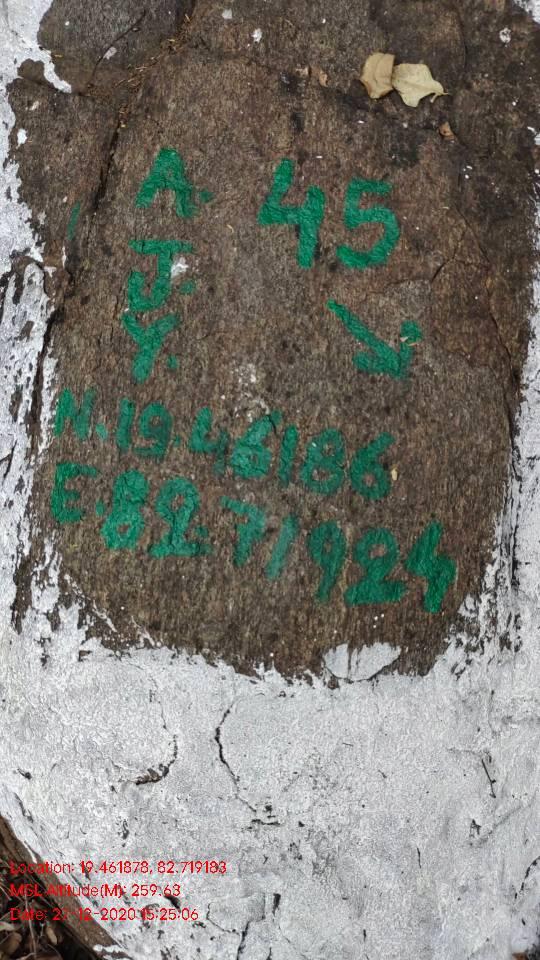 A. 45
J.
Y.
N. 19.46186
E. 82.71924
Location: 19.461878, 82.719183
MSL Altitude(M): 259.63
Date: 23-12-2020 15:25:06